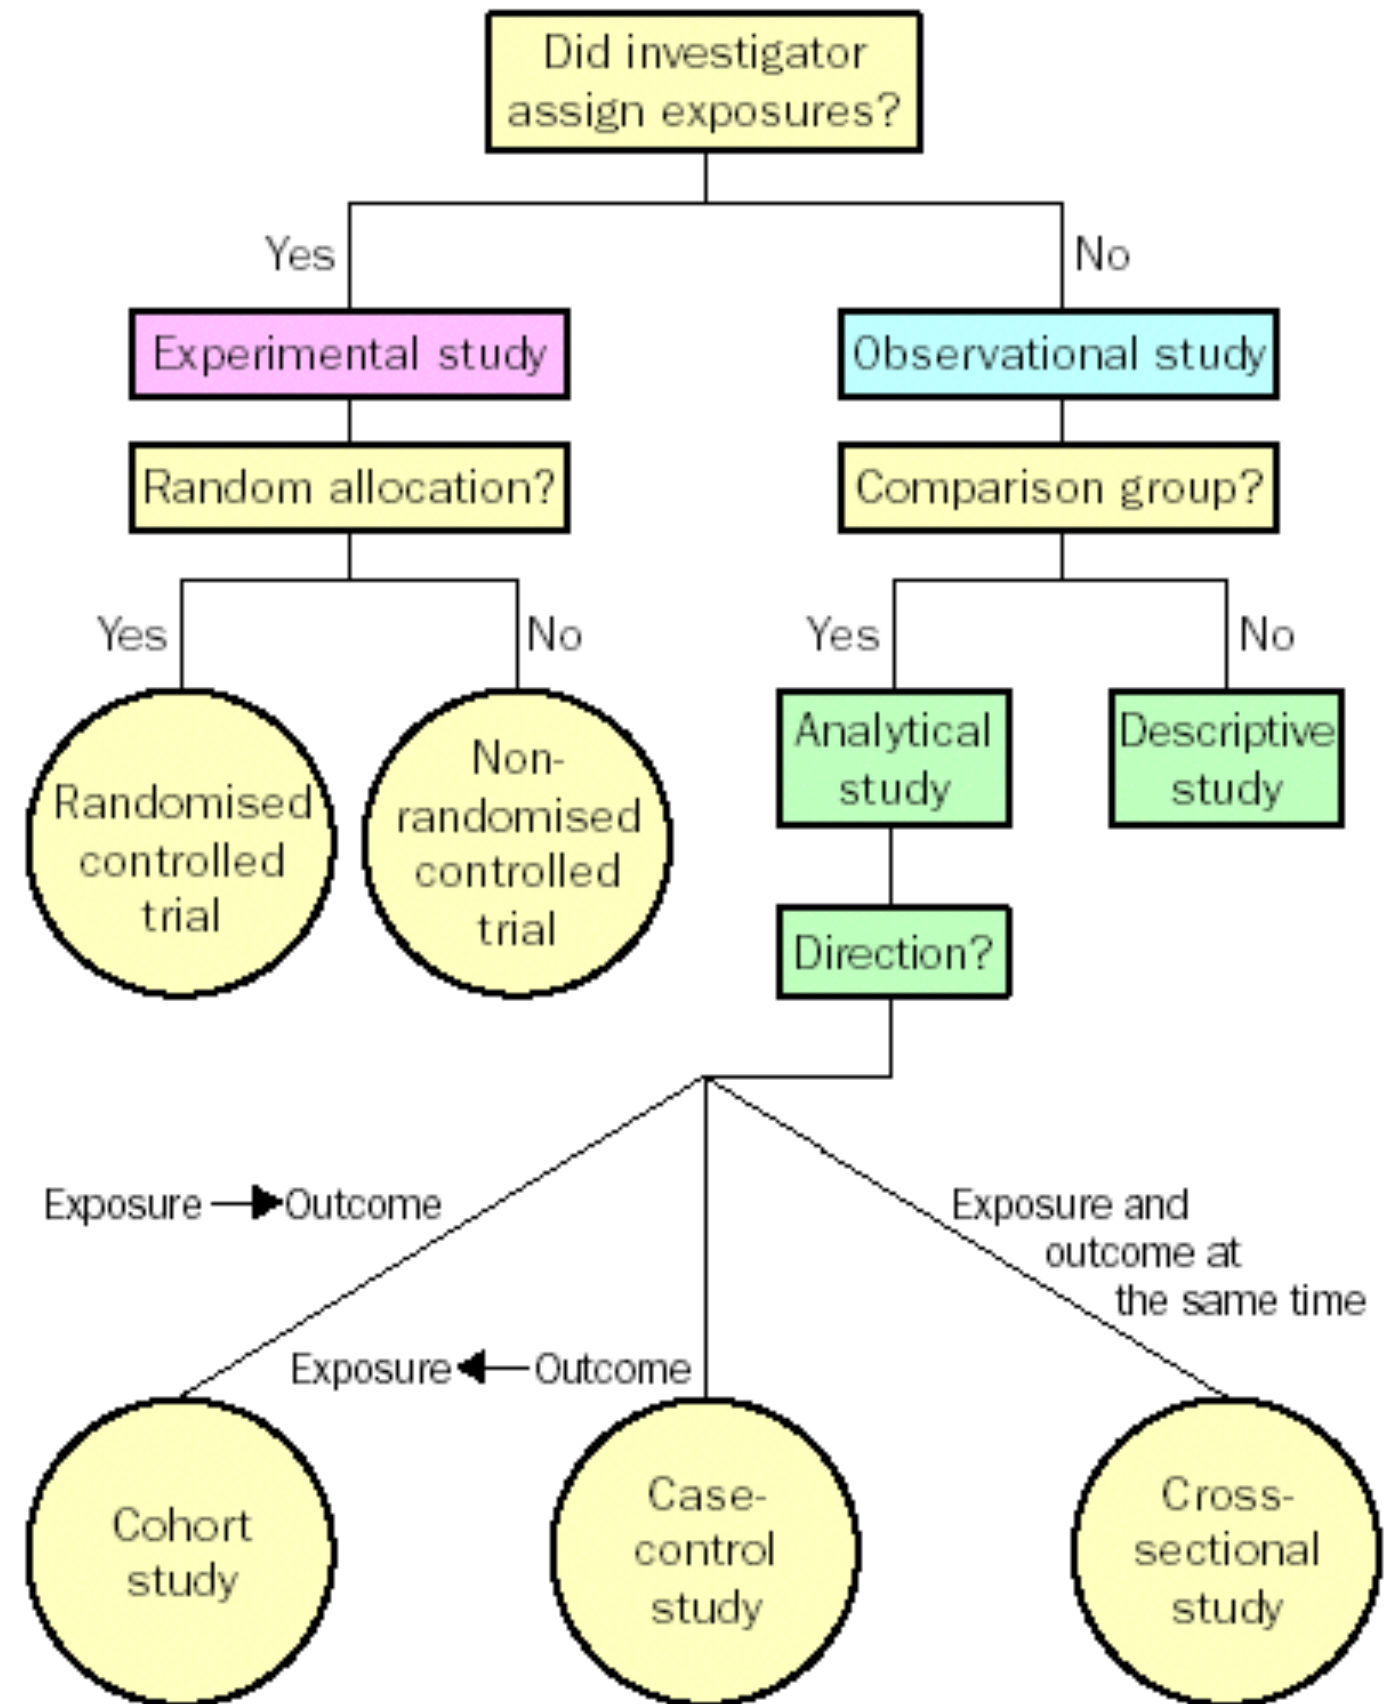 Did investigator
assign exposures?
Yes
No
Experimental study
Observational study
Random allocation?
Comparison group?
Yes
No
Yes
No
Randomised
controlled
trial
Non-
randomised
controlled
trial
Analytical
study
Descriptive
study
Direction?
Exposure
Outcome
Exposure and
outcome at
the same time
Exposure
Outcome
Cohort
study
Case-
control
study
Cross-
sectional
study